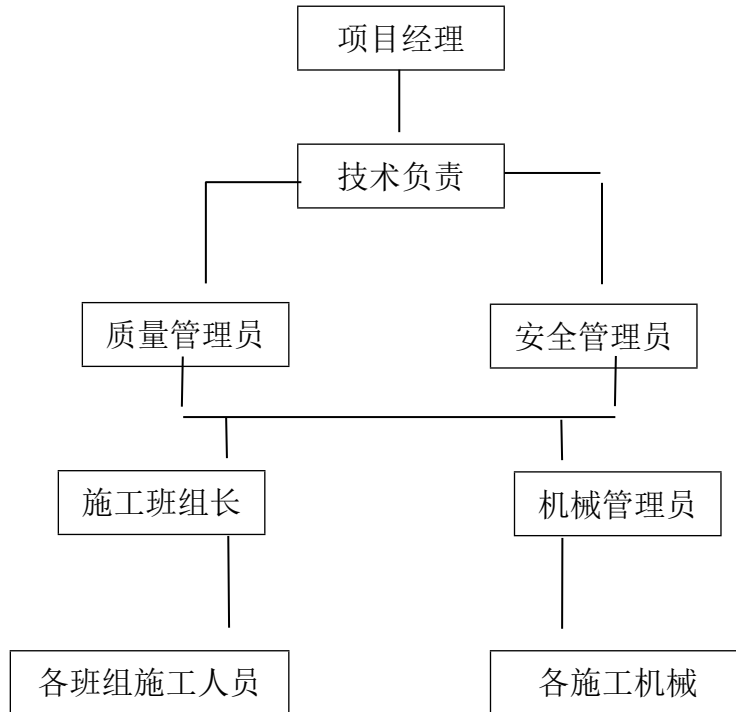 项目经理
技术负责
质量管理员
安全管理员
施工班组长
机械管理员
各班组施工人员
各施工机械